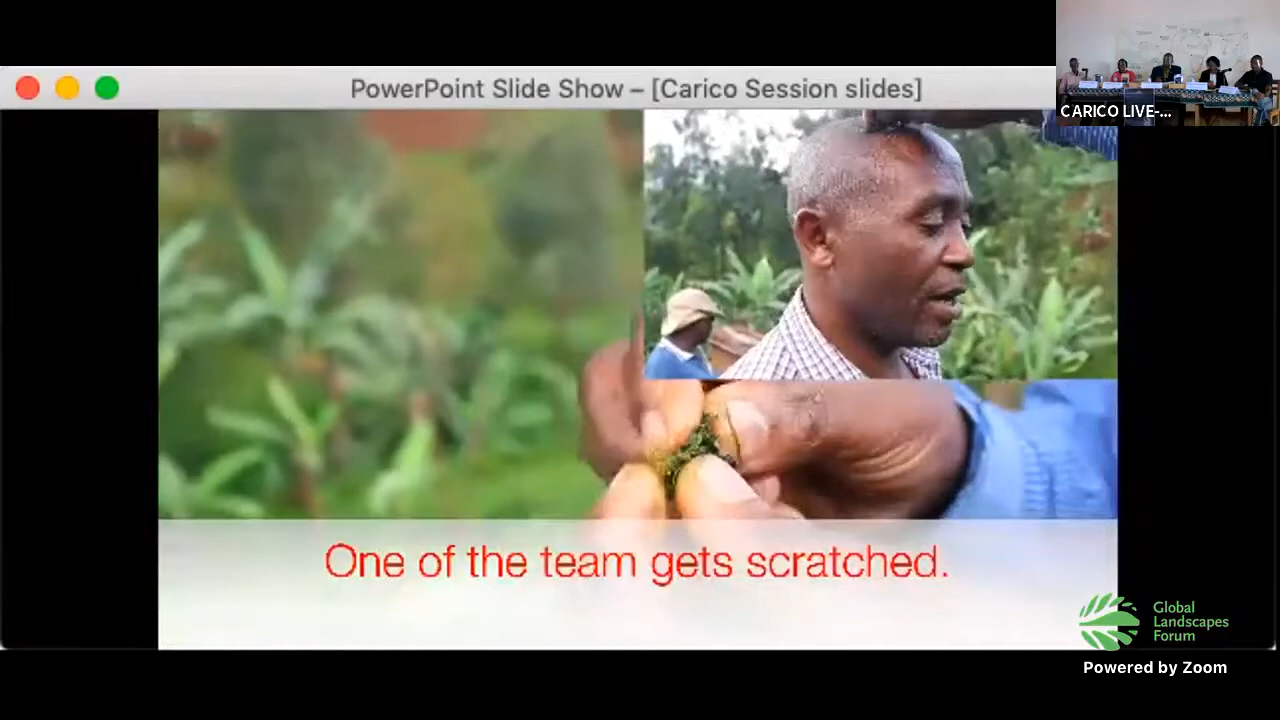 PowerPoint Slide Show – [Carico Session slides]
CARICO LIVE-...
One of the team gets scratched.
Global
Landscapes
Forum
Powered by Zoom